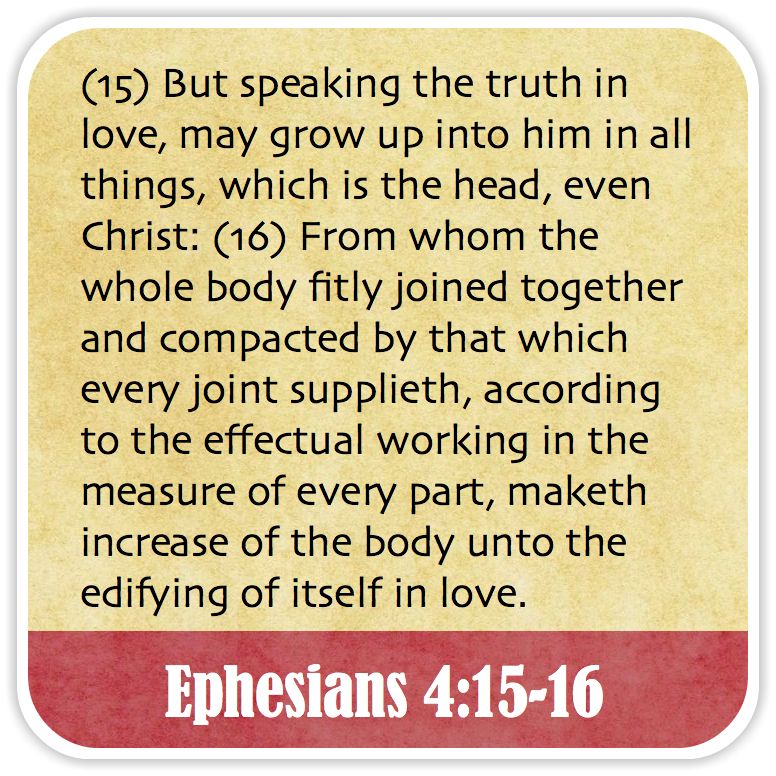 (15) But speaking the truth in
love, may grow up into him in all
things, which is the head, even
Christ: (16) From whom the
whole body fitly joined together
and compacted by that which
every joint supplieth, according
to the effectual working in the
measure of every part, maketh
increase of the body unto the
edifying of itself in love.
Ephesians 4:15-16